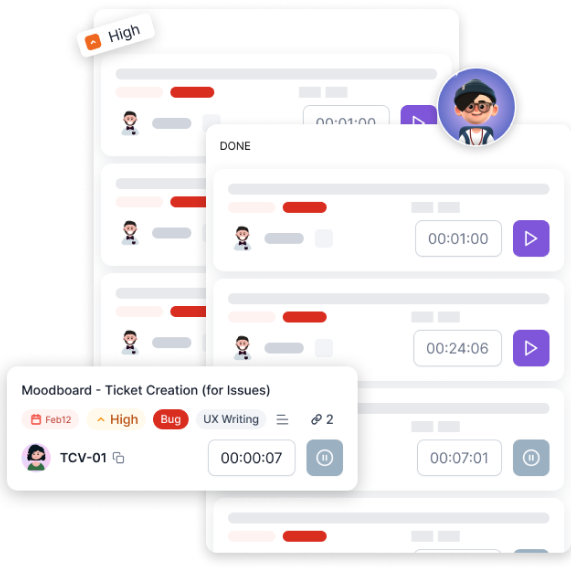 High
00:01:00
DONE
00:01:00
00:24:06
Moodboard - Ticket Creation (for Issues)
Feb12 High Bug UX Writing 2
TCV-01 00:00:07
00:07:01